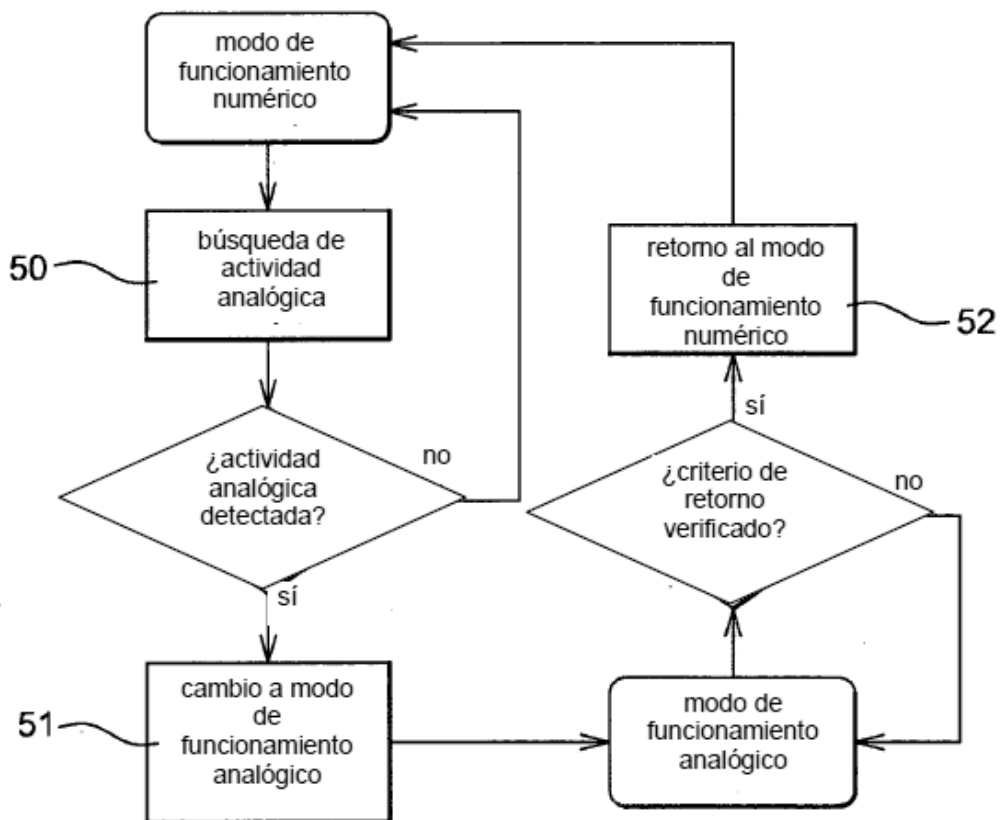 modo de
funcionamiento
numérico
50
búsqueda de
actividad
analógica
¿actividad
analógica
detectada?
no
sí
51
cambio a modo
de
funcionamiento
analógico
retorno al modo
de
funcionamiento
numérico
52
sí
¿criterio de
retorno
verificado?
no
modo de
funcionamiento
analógico